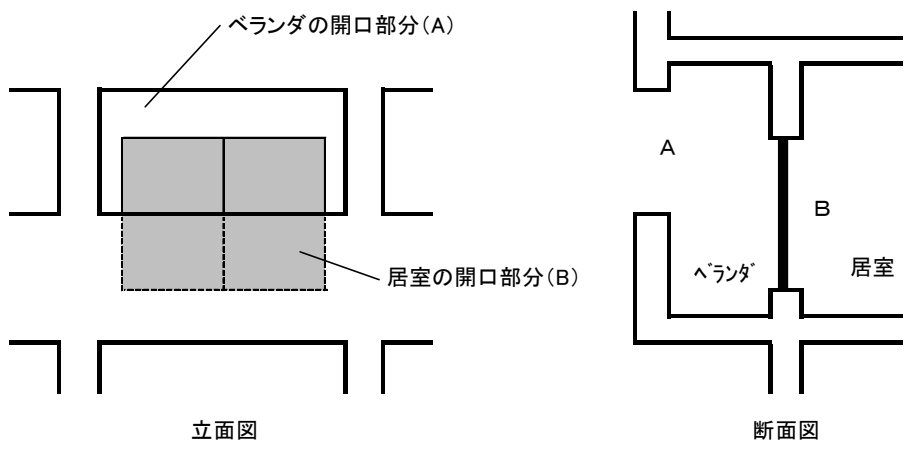 ベランダの開口部分（A）
A
B
ﾍﾞﾗﾝﾀﾞ
居室
居室の開口部分（B）
立面図
断面図